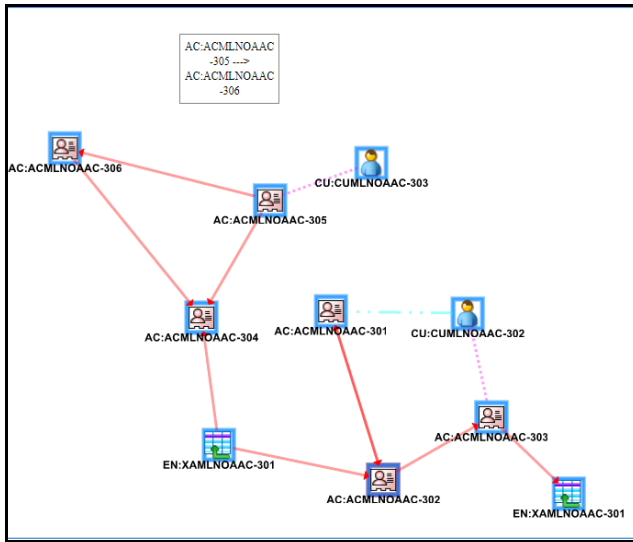 AC:ACMLNOAAC
-305 --->
AC:ACMLNOAAC
-306
AC:ACMLNOAAC-306
CU:CUMLNOAAC-303
AC:ACMLNOAAC-305
AC:ACMLNOAAC-304
AC:ACMLNOAAC-301
CU:CUMLNOAAC-302
AC:ACMLNOAAC-303
EN:XAMLNOAAC-301
AC:ACMLNOAAC-302
EN:XAMLNOAAC-301